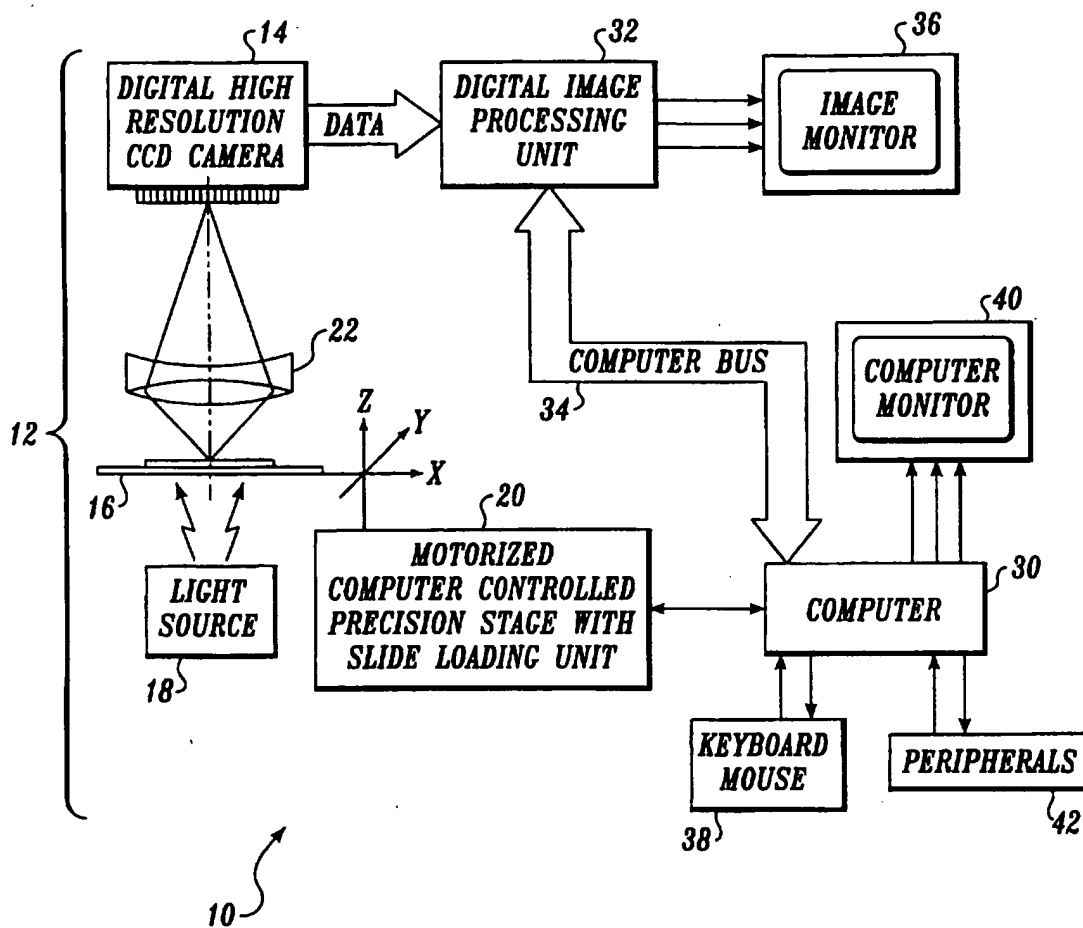 14
DIGITAL HIGH
RESOLUTION
CCD CAMERA
DATA
32
DIGITAL IMAGE
PROCESSING
UNIT
36
IMAGE
MONITOR
22
12
16
Z
Y
X
COMPUTER BUS
34
40
COMPUTER
MONITOR
LIGHT
SOURCE
18
20
MOTORIZED
COMPUTER CONTROLLED
PRECISION STAGE WITH
SLIDE LOADING UNIT
30
COMPUTER
KEYBOARD
MOUSE
38
PERIPHERALS
42
10